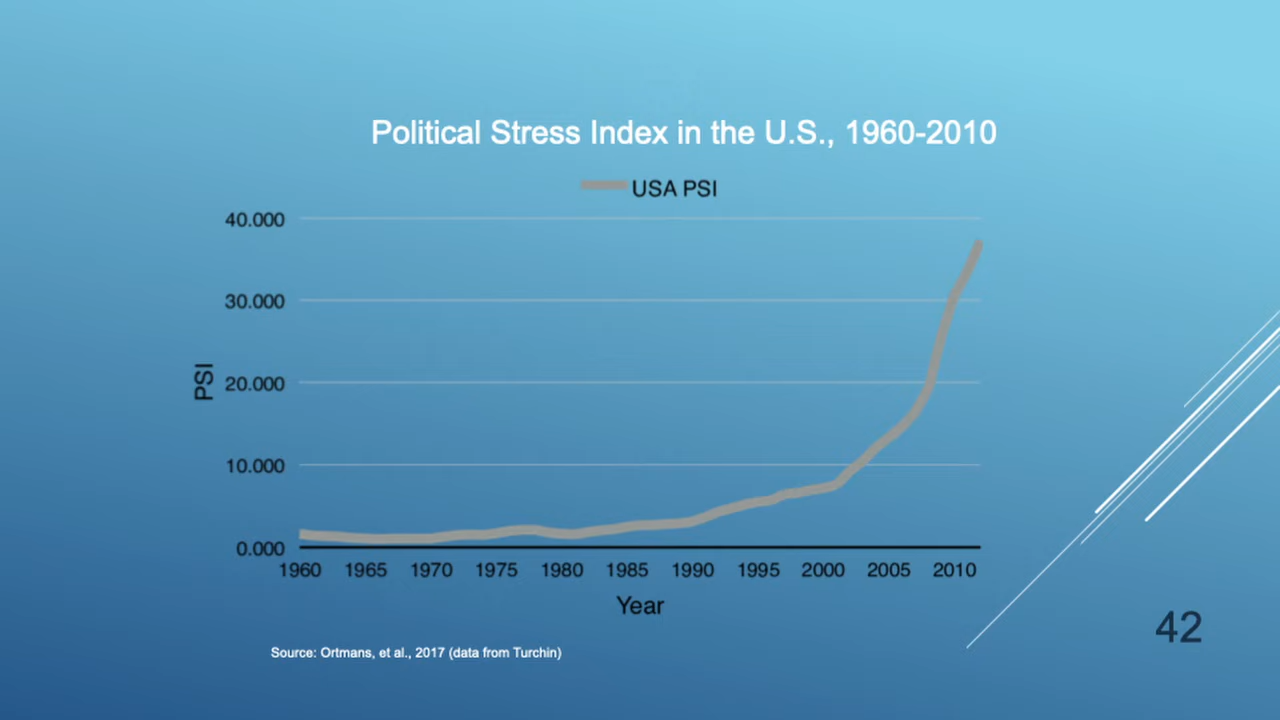 Political Stress Index in the U.S., 1960-2010
USA PSI
40.000
30.000
20.000
10.000
0.000
PSI
1960 1965 1970 1975 1980 1985 1990 1995 2000 2005 2010
Year
Source: Ortmans, et al., 2017 (data from Turchin)
42